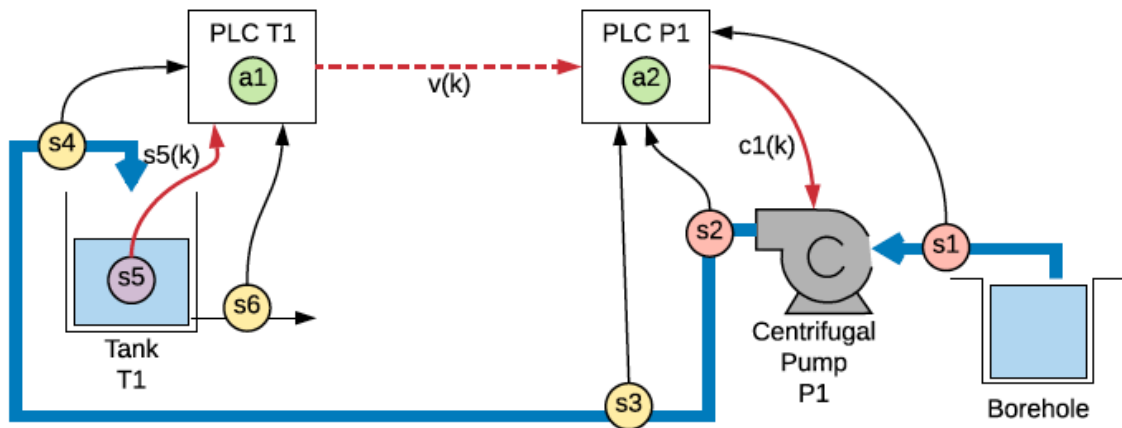 PLC T1
a1
v(k)
PLC P1
a2
s4
s5(k)
c1(k)
s2
s1
s5
s6
Tank
T1
Centrifugal
Pump
P1
s3
Borehole